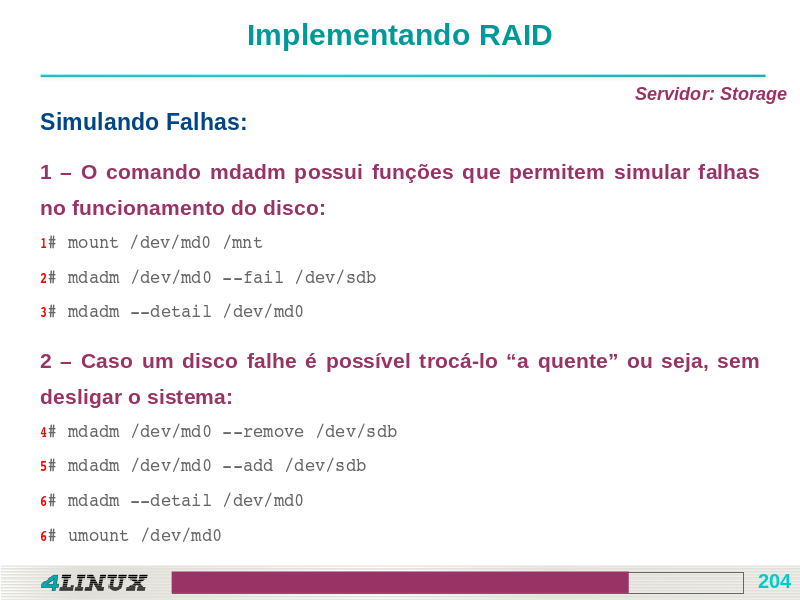 Implementando RAID
Servidor: Storage
Simulando Falhas:
1 – O comando mdadm possui funções que permitem simular falhas
no funcionamento do disco:
1# mount /dev/md0 /mnt
2# mdadm /dev/md0 --fail /dev/sdb
3# mdadm --detail /dev/md0
2 – Caso um disco falhe é possível trocá-lo “a quente” ou seja, sem
desligar o sistema:
4# mdadm /dev/md0 --remove /dev/sdb
5# mdadm /dev/md0 --add /dev/sdb
6# mdadm --detail /dev/md0
6# umount /dev/md0
4LINUX
204